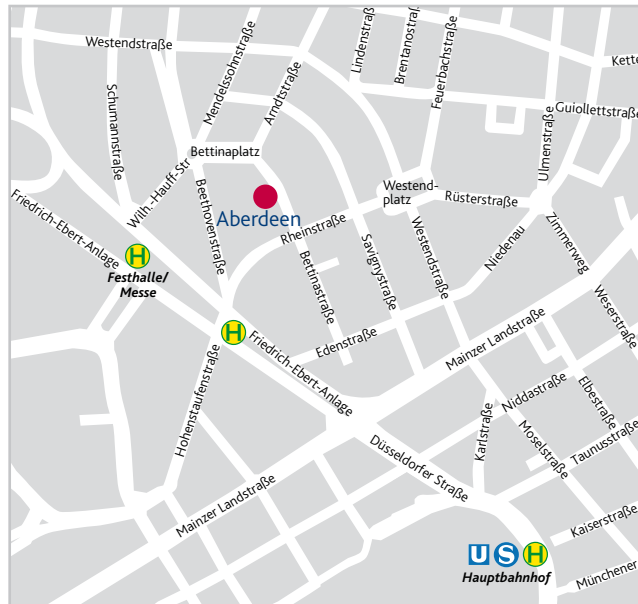 Westendstraße
Schumannstraße
Mendelssohnstraße
Arndtstraße
Lindenstraße
Brentanostraße
Feuerbachstraße
Kette
Guiollettstraße
Ulmenstraße
Bettinaplatz
Wilh.-Hauff-Str
Beethovenstraße
Aberdeen
Westend-
platz
Rüsterstraße
Friedrich-Ebert-Anlage
H
Festhalle/
Messe
Rheinstraße
Bettinastraße
Savignystraße
Westendstraße
Niedenau
Zimmerweg
Weserstraße
H
Friedrich-Ebert-Anlage
Edenstraße
Mainzer Landstraße
Hohenstaufenstraße
Niddastraße
Elbestraße
Karlstraße
Moselstraße
Taunusstraße
Düsseldorfer Straße
Mainzer Landstraße
Kaiserstraße
U S H
Hauptbahnhof
Münchener